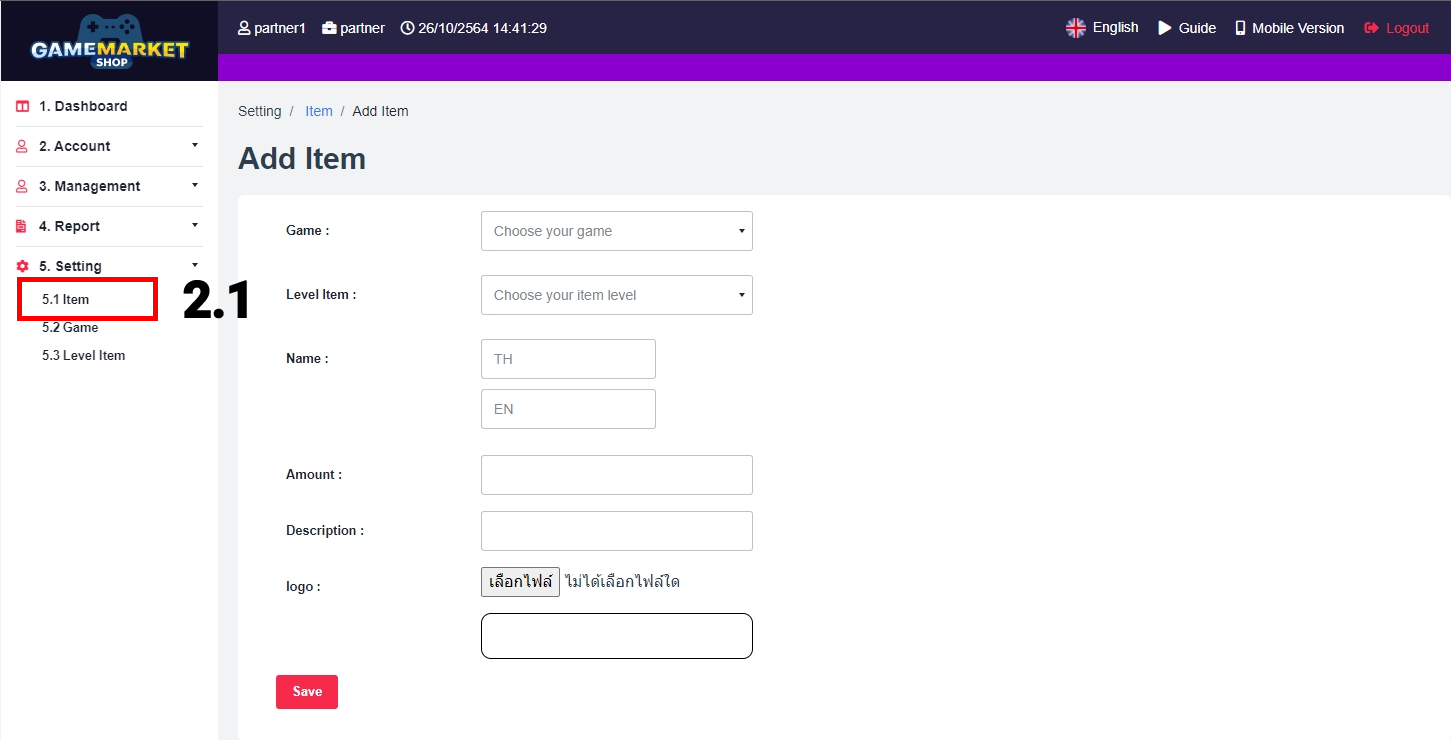 GAMEMARKET
SHOP
partner1 partner 26/10/2564 14:41:29
English Guide Mobile Version Logout
1. Dashboard
2. Account
3. Management
4. Report
5. Setting
5.1 Item
2.1
5.2 Game
5.3 Level Item
Setting / Item / Add Item
Add Item
Game : Choose your game
Level Item : Choose your item level
Name : TH
EN
Amount :
Description :
logo : เลือกไฟล์ ไม่ได้เลือกไฟล์ใด
Save